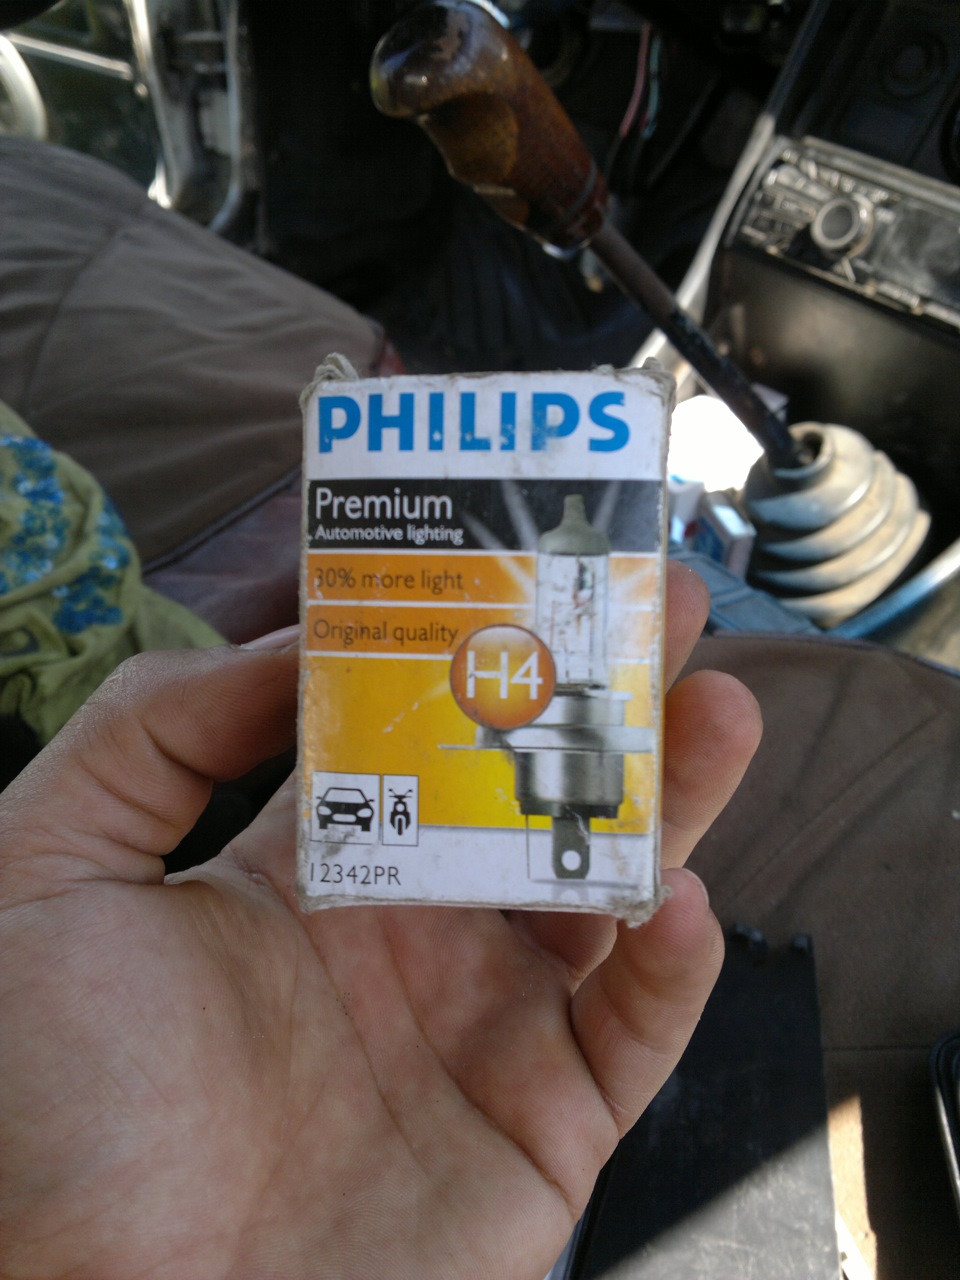 PHILIPS
Premium
Automotive lighting
30% more light
Original quality
H4
12342PR